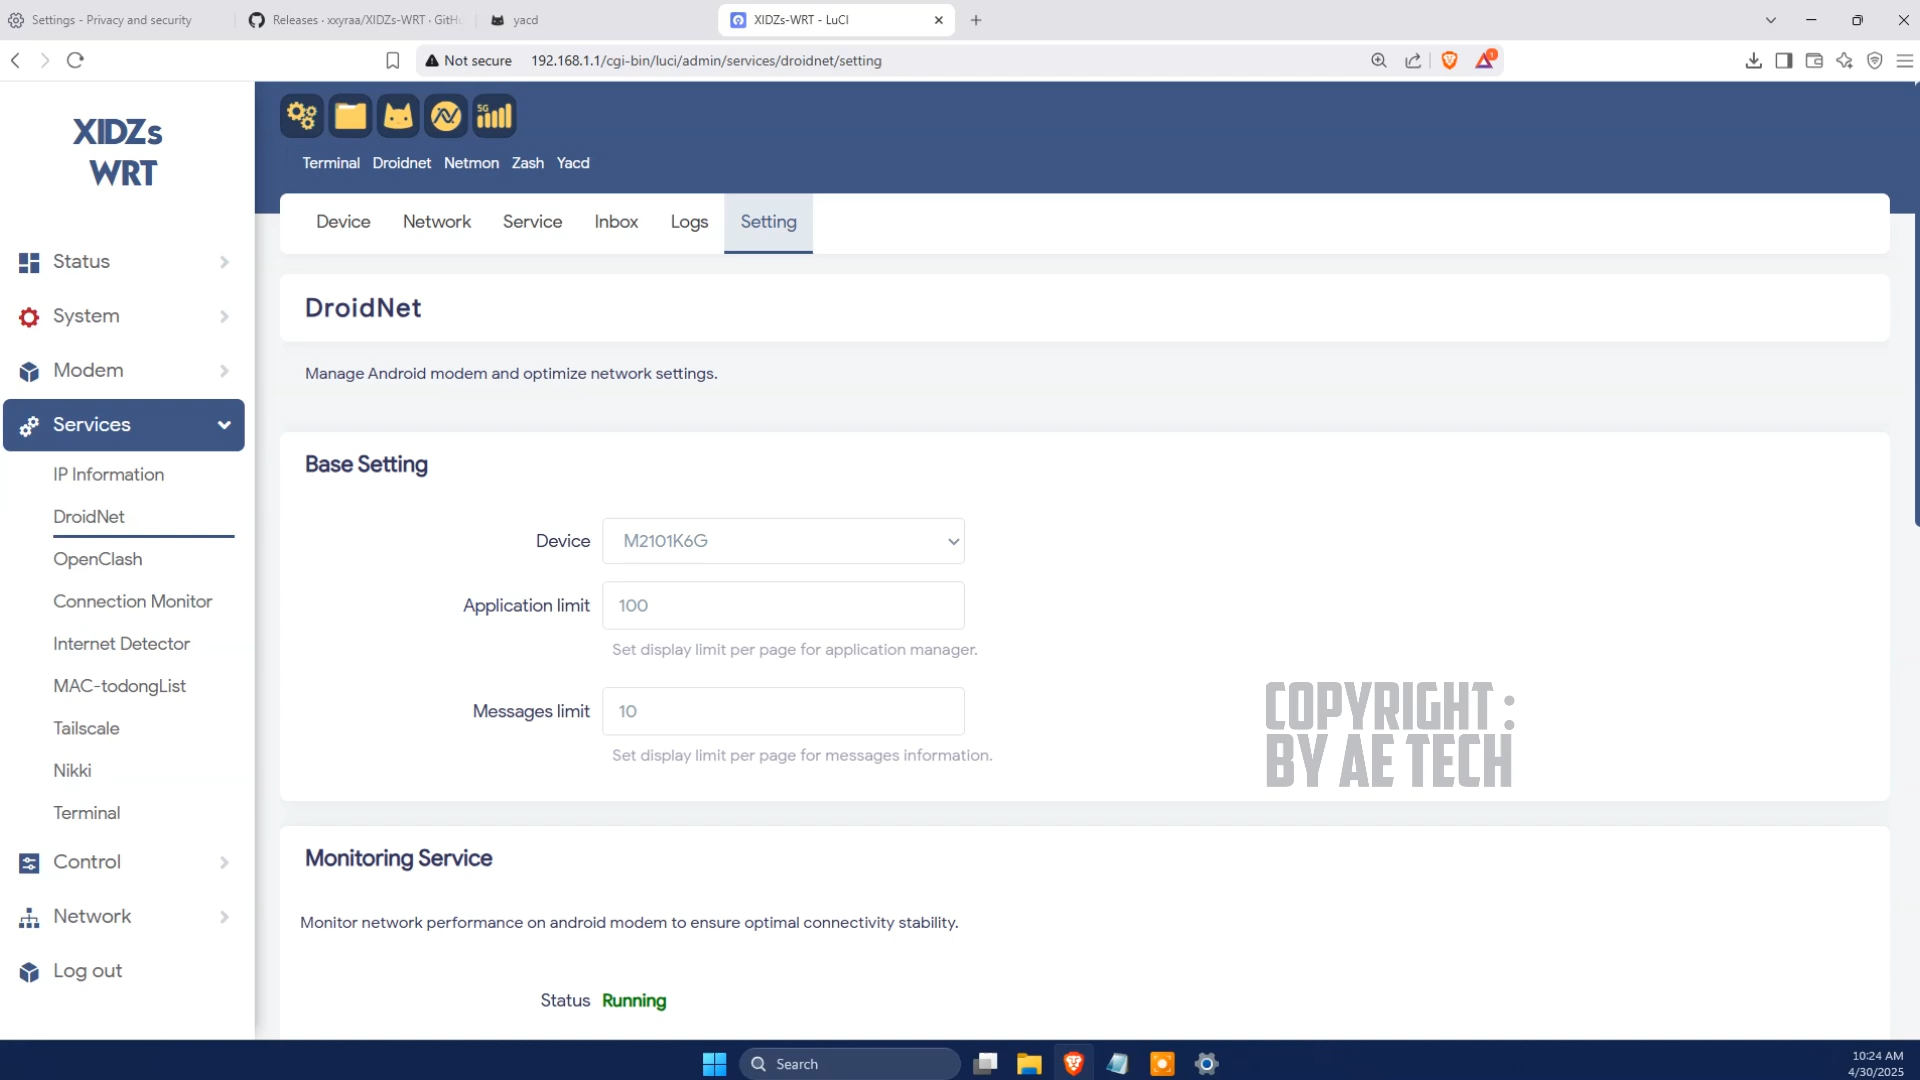 Settings - Privacy and security
Releases · xxyraa/XIDZs-WRT · GitHu
yacd
XIDZs-WRT - LuCI
Not secure
192.168.1.1/cgi-bin/luci/admin/services/droidnet/setting
1
XIDZs
WRT
5G
Terminal Droidnet Netmon Zash Yacd
Device Network Service Inbox Logs Setting
Status
System
Modem
Services
IP Information
DroidNet
OpenClash
Connection Monitor
Internet Detector
MAC-todongList
Tailscale
Nikki
Terminal
Control
Network
Log out
DroidNet
Manage Android modem and optimize network settings.
Base Setting
Device M2101K6G
Application limit 100
Set display limit per page for application manager.
Messages limit 10
Set display limit per page for messages information.
COPYRIGHT :
BY AE TECH
Monitoring Service
Monitor network performance on android modem to ensure optimal connectivity stability.
Status Running
Search
10:24 AM
4/30/2025